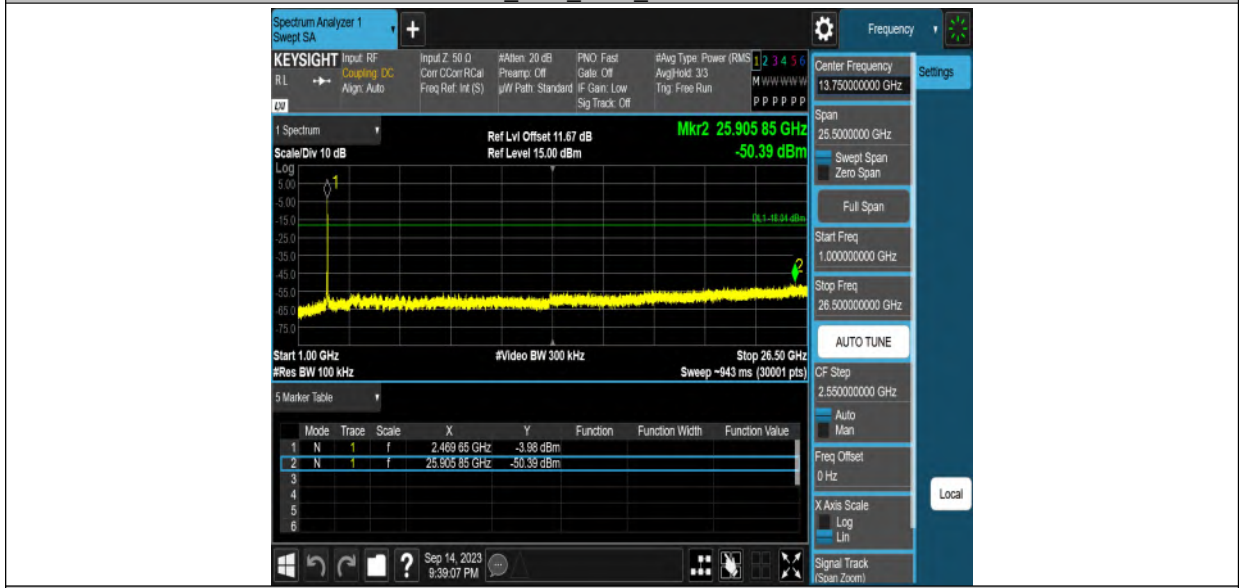 Spectrum Analyzer 1
Swept SA
+
Frequency
KEYSIGHT
RL
Input: RF
Coupling: DC
Align: Auto
Input Z: 50 Ω
Corr CCorr RCal
Freq Ref: Int (S)
#Atten: 20 dB
Preamp: Off
µW Path: Standard
PNO: Fast
Gate: Off
IF Gain: Low
Sig Track: Off
#Avg Type: Power (RMS
Avg|Hold: 3/3
Trig: Free Run
1 2 3 4 5 6
M W W W W W
P P P P P P
1 Spectrum
Scale/Div 10 dB
Ref Lvl Offset 11.67 dB
Ref Level 15.00 dBm
Mkr2 25.905 85 GHz
-50.39 dBm
Log
5.00
-5.00
-15.0
-25.0
-35.0
-45.0
-55.0
-65.0
-75.0
1
2
Start 1.00 GHz
#Res BW 100 kHz
#Video BW 300 kHz
Stop 26.50 GHz
Sweep ~943 ms (30001 pts)
5 Marker Table
Mode Trace Scale X Y Function Function Width Function Value
1 N 1 f 2.469 65 GHz -3.98 dBm
2 N 1 f 25.905 85 GHz -50.39 dBm
3
4
5
6
?
Sep 14, 2023
9:39:07 PM
Center Frequency
13.750000000 GHz
Settings
Span
25.5000000 GHz
Swept Span
Zero Span
Full Span
Start Freq
1.000000000 GHz
Stop Freq
26.500000000 GHz
AUTO TUNE
CF Step
2.550000000 GHz
Auto
Man
Freq Offset
0 Hz
X Axis Scale
Log
Lin
Local
Signal Track
(Span Zoom)